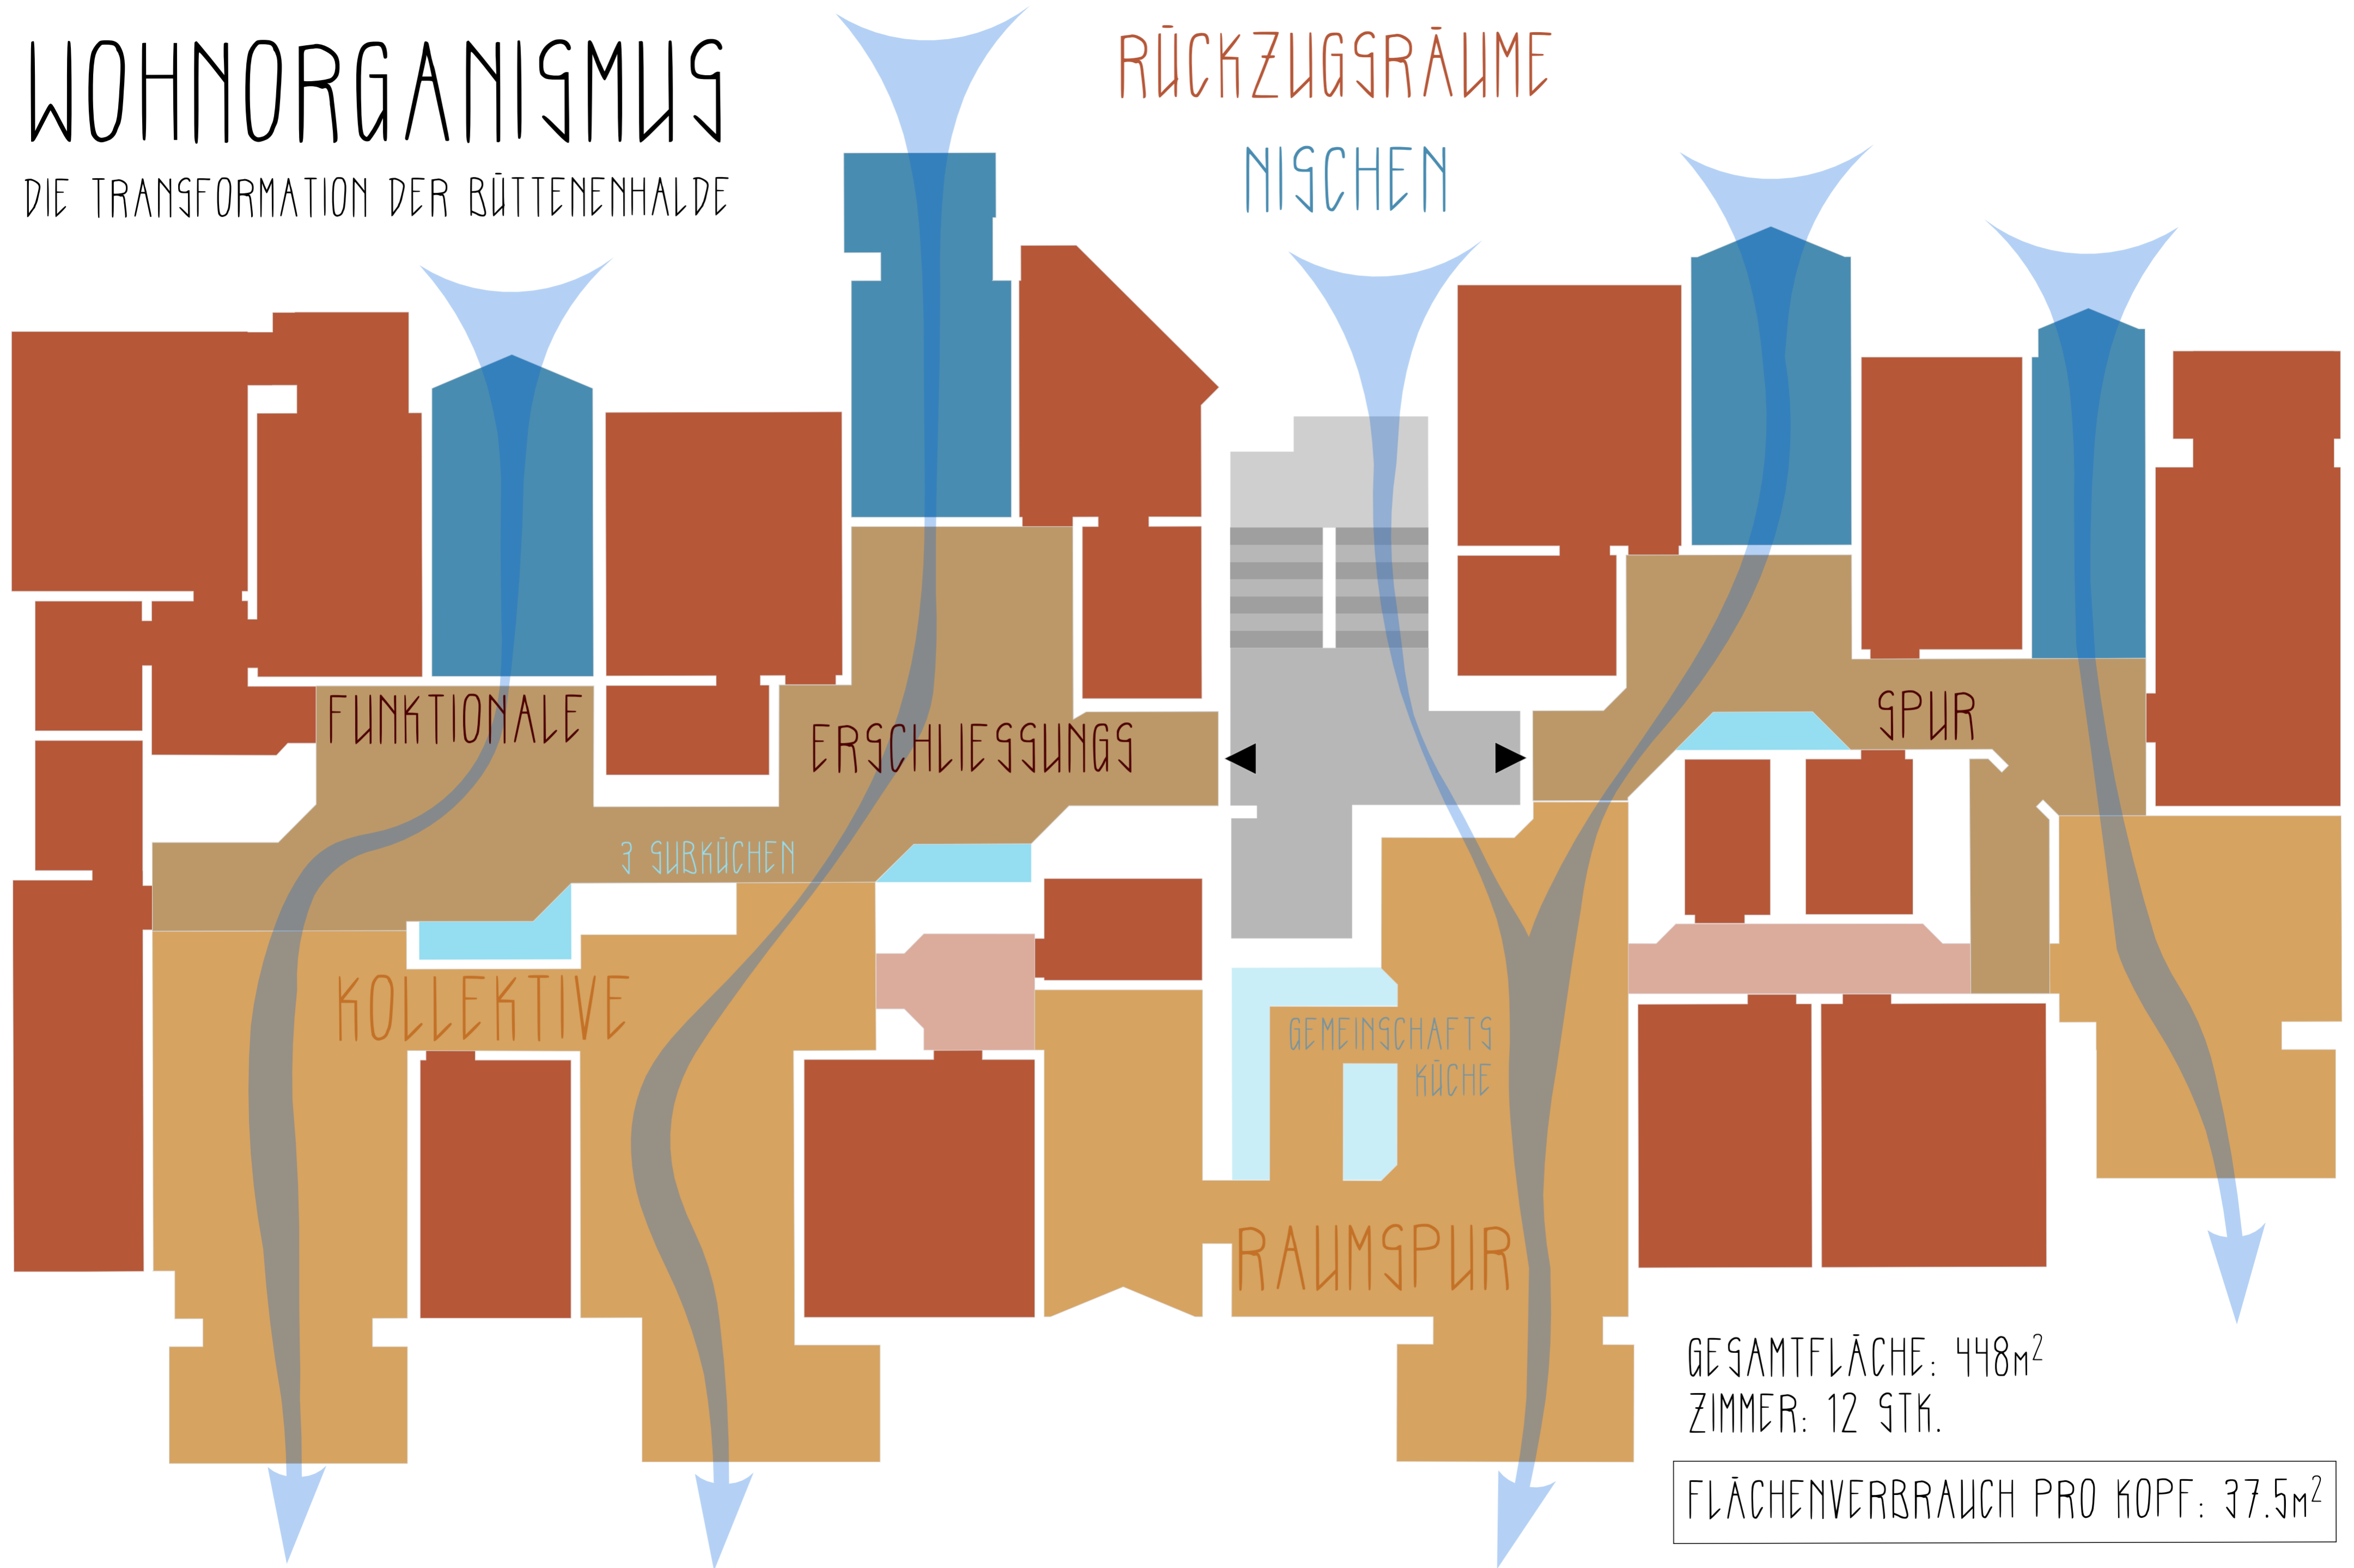 WOHNORGANISMUS
DIE TRANSFORMATION DER BÜTTENENHALDE
RÜCKZUGSRÄUME
NISCHEN
FUNKTIONALE
ERSCHLIESSUNGS
SPUR
3 SUBKÜCHEN
KOLLEKTIVE
GEMEINSCHAFTS
KÜCHE
RAUMSPUR
GESAMTFLÄCHE: 448M²
ZIMMER: 12 STK.
FLÄCHENVERBRAUCH PRO KOPF: 37.5M²